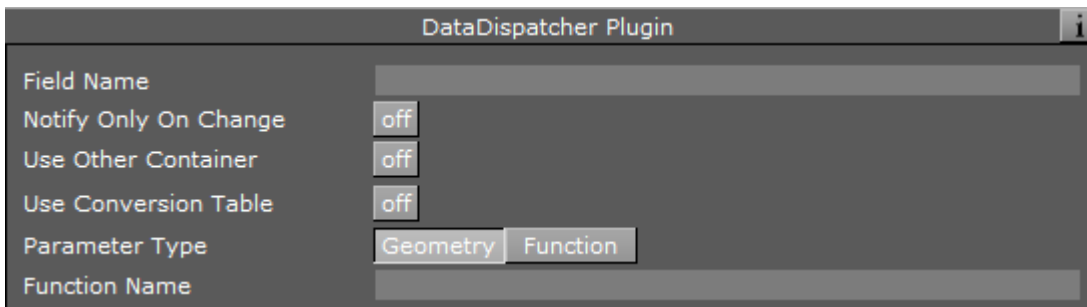 DataDispatcher Plugin i
Field Name
Notify Only On Change off
Use Other Container off
Use Conversion Table off
Parameter Type Geometry Function
Function Name